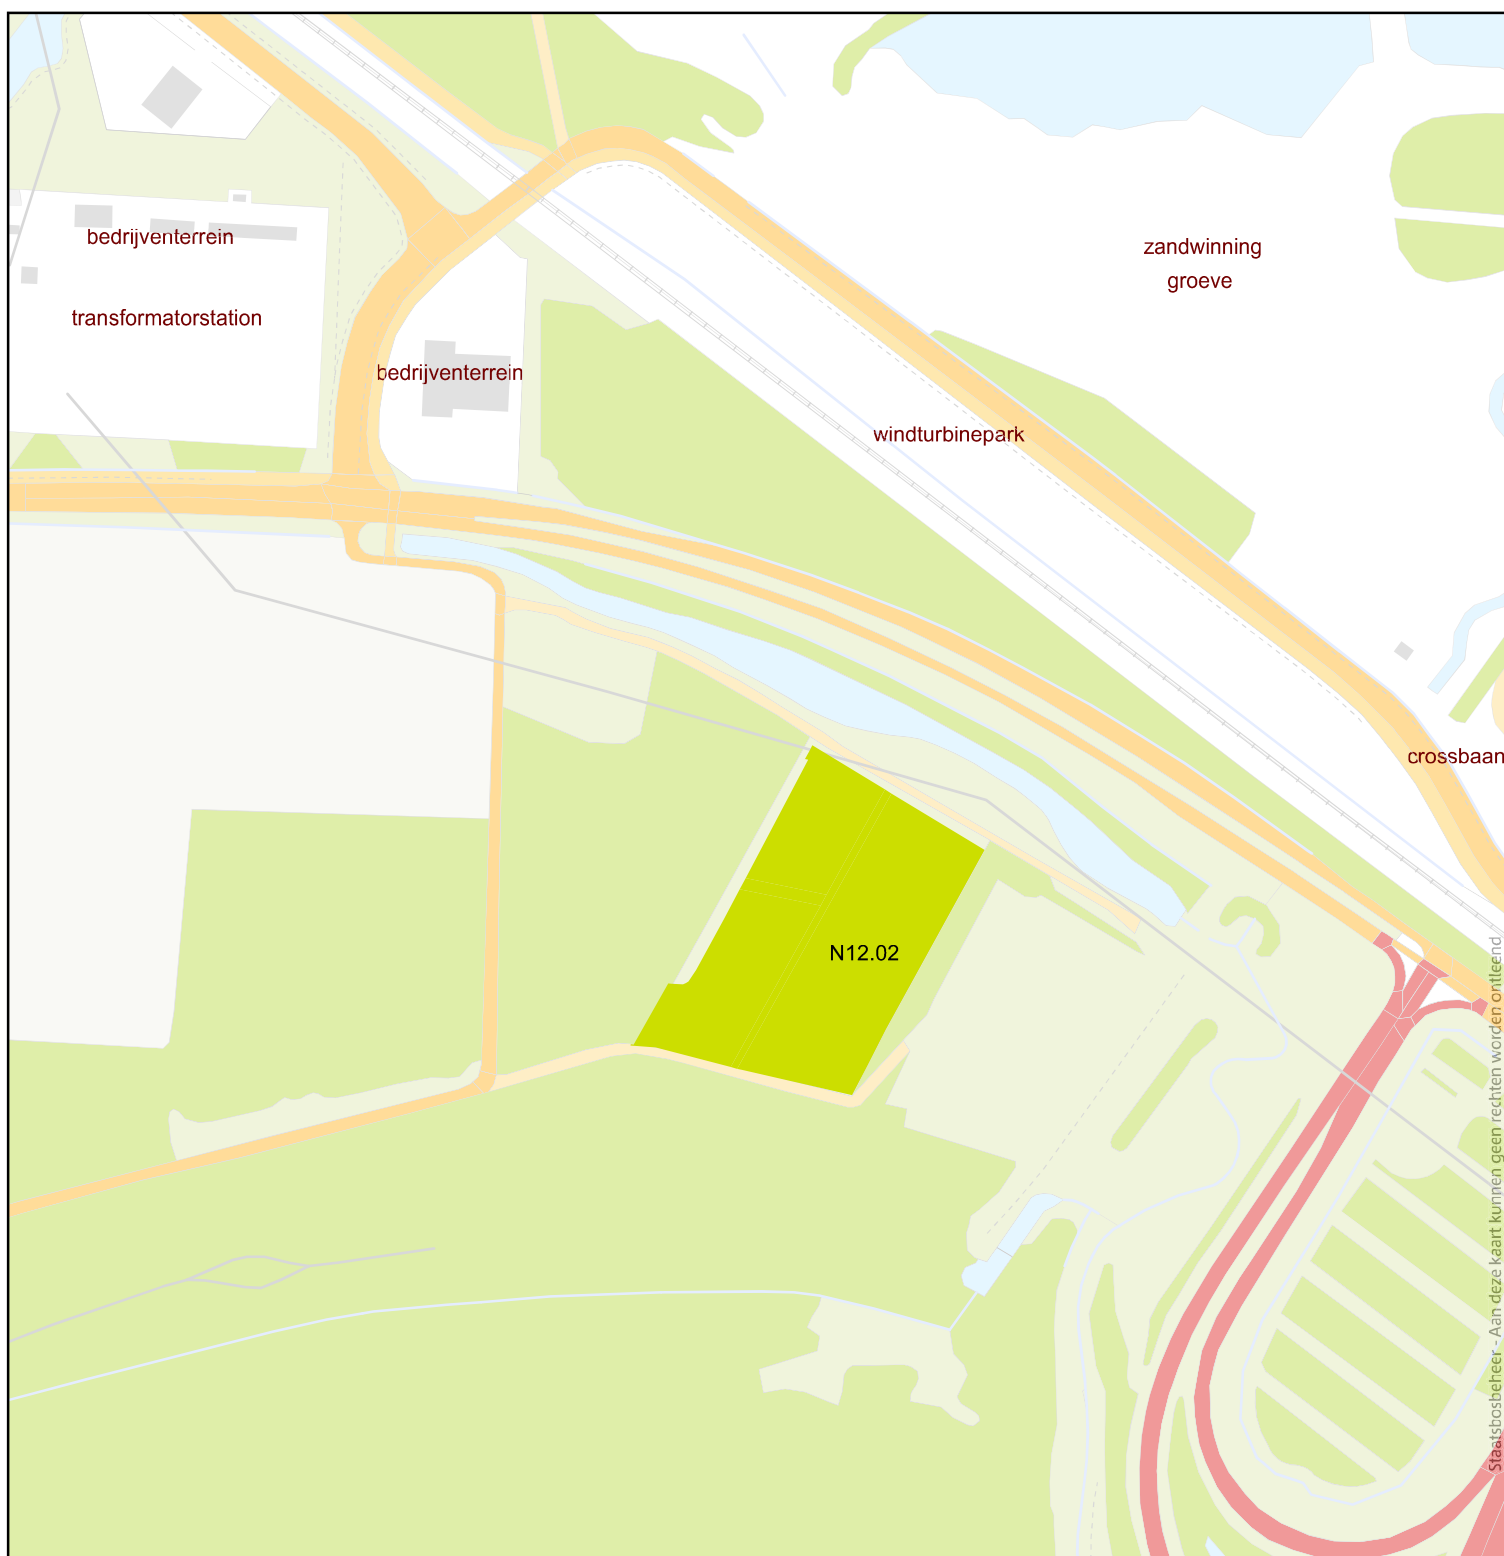 bedrijventerrein
transformatorstation
bedrijventerrein
zandwinning
groeve
windturbinepark
crossbaan
N12.02
Staatsbosbeheer - Aan deze kaart kunnen geen rechten worden ontleend